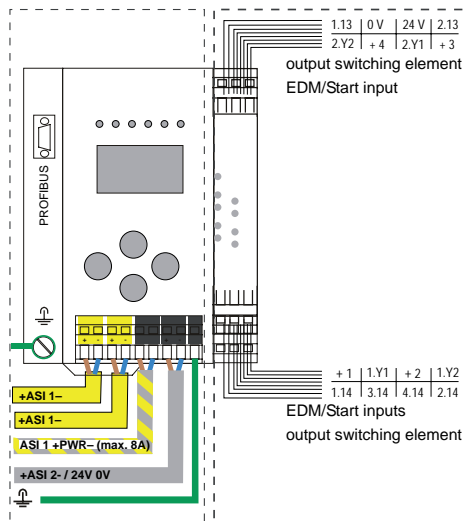 1.13 0 V 24 V 2.13
2.Y2 + 4 2.Y1 + 3
output switching element
EDM/Start input
PROFIBUS
+ - + -
+ 1 1.Y1 + 2 1.Y2
1.14 3.14 4.14 2.14
EDM/Start inputs
output switching element
+ASI 1–
+ASI 1–
ASI 1 +PWR– (max. 8A)
+ASI 2- / 24V 0V